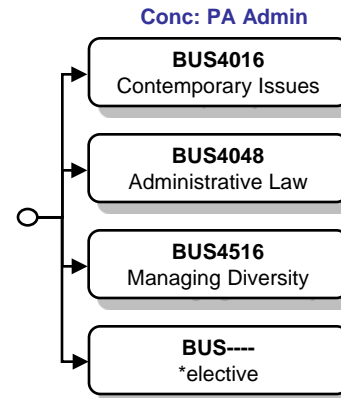 Conc: PA Admin
BUS4016
Contemporary Issues
BUS4048
Administrative Law
BUS4516
Managing Diversity
BUS----
*elective